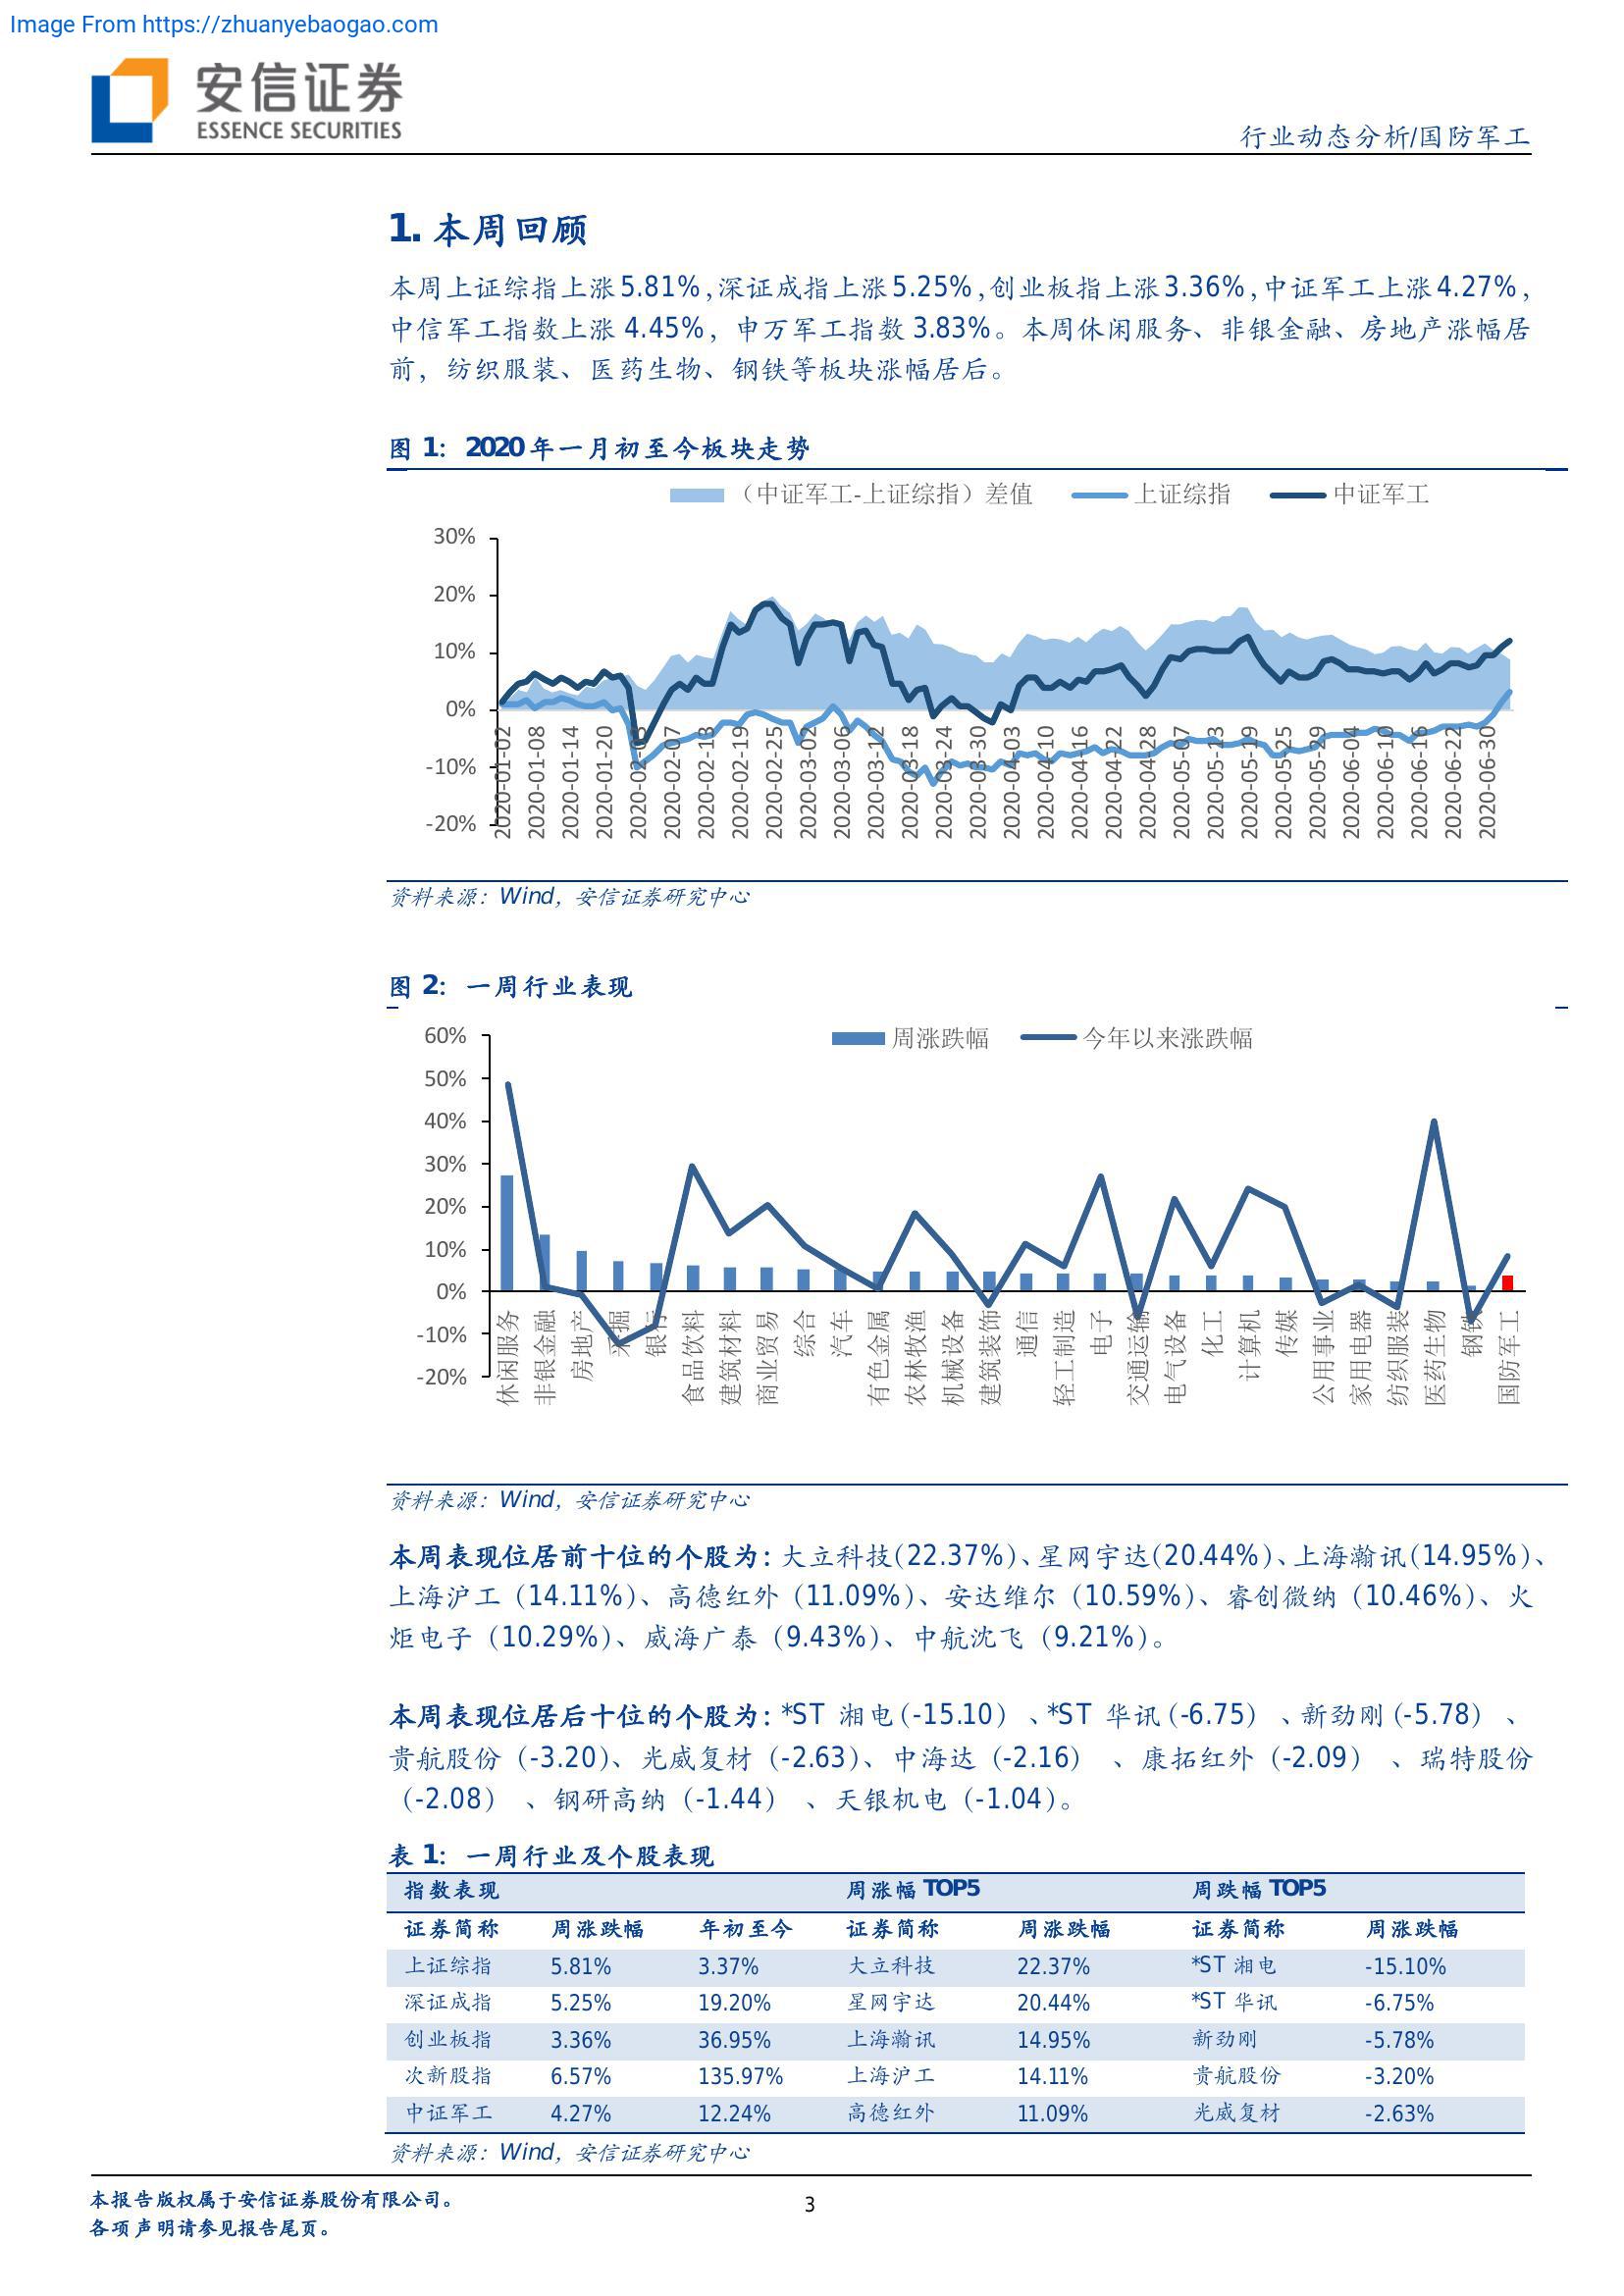 Image From https://zhuanyebaogao.com
安信证券
ESSENCE SECURITIES
行业动态分析/国防军工
1. 本周回顾
本周上证综指上涨5.81%,深证成指上涨5.25%,创业板指上涨3.36%,中证军工上涨4.27%,
中信军工指数上涨 4.45%，申万军工指数 3.83%。本周休闲服务、非银金融、房地产涨幅居
前，纺织服装、医药生物、钢铁等板块涨幅居后。
图 1：2020 年一月初至今板块走势
（中证军工-上证综指）差值 上证综指 中证军工
30%
20%
10%
0%
-10%
-20%
2020-01-02 2020-01-08 2020-01-14 2020-01-20 2020-02-03 2020-02-07 2020-02-13 2020-02-19 2020-02-25 2020-03-02 2020-03-06 2020-03-12 2020-03-18 2020-03-24 2020-03-30 2020-04-03 2020-04-10 2020-04-16 2020-04-22 2020-04-28 2020-05-07 2020-05-13 2020-05-19 2020-05-25 2020-05-29 2020-06-04 2020-06-10 2020-06-16 2020-06-22 2020-06-30
资料来源：Wind，安信证券研究中心
图 2：一周行业表现
周涨跌幅 今年以来涨跌幅
60%
50%
40%
30%
20%
10%
0%
-10%
-20%
休闲服务 非银金融 房地产 采掘 银行 食品饮料 建筑材料 商业贸易 综合 汽车 有色金属 农林牧渔 机械设备 建筑装饰 通信 轻工制造 电子 交通运输 电气设备 化工 计算机 传媒 公用事业 家用电器 纺织服装 医药生物 钢铁 国防军工
资料来源：Wind，安信证券研究中心
本周表现位居前十位的个股为：大立科技(22.37%)、星网宇达(20.44%)、上海瀚讯(14.95%)、
上海沪工（14.11%)、高德红外（11.09%)、安达维尔（10.59%)、睿创微纳（10.46%)、火
炬电子（10.29%)、威海广泰（9.43%)、中航沈飞（9.21%)。
本周表现位居后十位的个股为：*ST 湘电(-15.10）、*ST 华讯(-6.75）、新劲刚(-5.78）、
贵航股份（-3.20)、光威复材（-2.63)、中海达（-2.16）、康拓红外（-2.09）、瑞特股份
（-2.08）、钢研高纳（-1.44）、天银机电（-1.04)。
表 1：一周行业及个股表现
指数表现 周涨幅 TOP5 周跌幅 TOP5
证券简称 周涨跌幅 年初至今 证券简称 周涨跌幅 证券简称 周涨跌幅
上证综指 5.81% 3.37% 大立科技 22.37% *ST 湘电 -15.10%
深证成指 5.25% 19.20% 星网宇达 20.44% *ST 华讯 -6.75%
创业板指 3.36% 36.95% 上海瀚讯 14.95% 新劲刚 -5.78%
次新股指 6.57% 135.97% 上海沪工 14.11% 贵航股份 -3.20%
中证军工 4.27% 12.24% 高德红外 11.09% 光威复材 -2.63%
资料来源：Wind，安信证券研究中心
本报告版权属于安信证券股份有限公司。
3
各项声明请参见报告尾页。